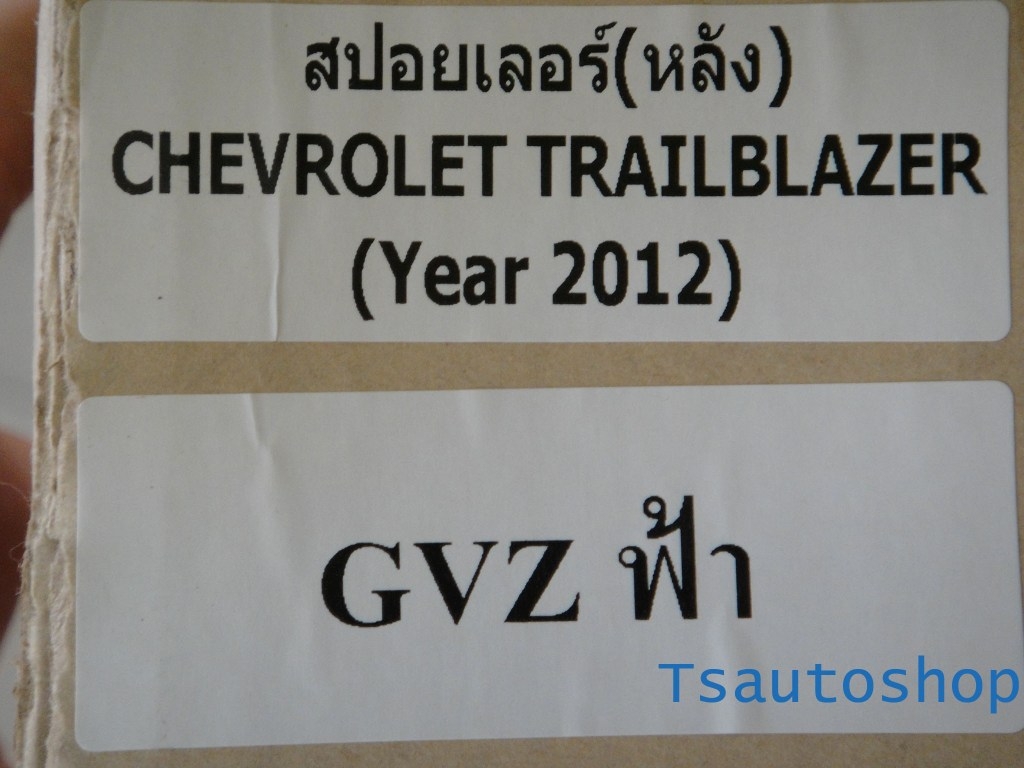 สปอยเลอร์(หลัง)
CHEVROLET TRAILBLAZER
(Year 2012)
GVZ ฟ้า
Tsautoshop